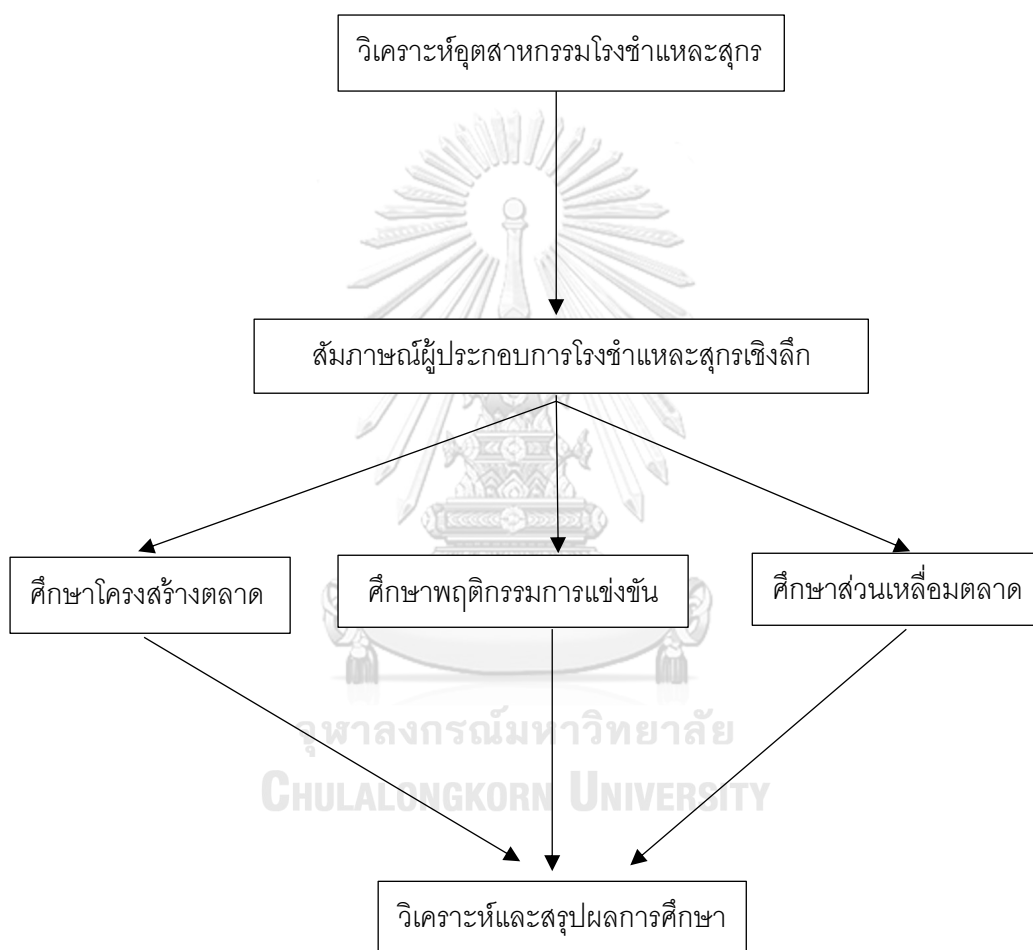 วิเคราะห์อุตสาหกรรมโรงชำแหละสุกร
สัมภาษณ์ผู้ประกอบการโรงชำแหละสุกรเชิงลึก
ศึกษาโครงสร้างตลาด
ศึกษาพฤติกรรมการแข่งขัน
ศึกษาส่วนเหลื่อมตลาด
จุฬาลงกรณ์มหาวิทยาลัย
CHULALONGKORN UNIVERSITY
วิเคราะห์และสรุปผลการศึกษา